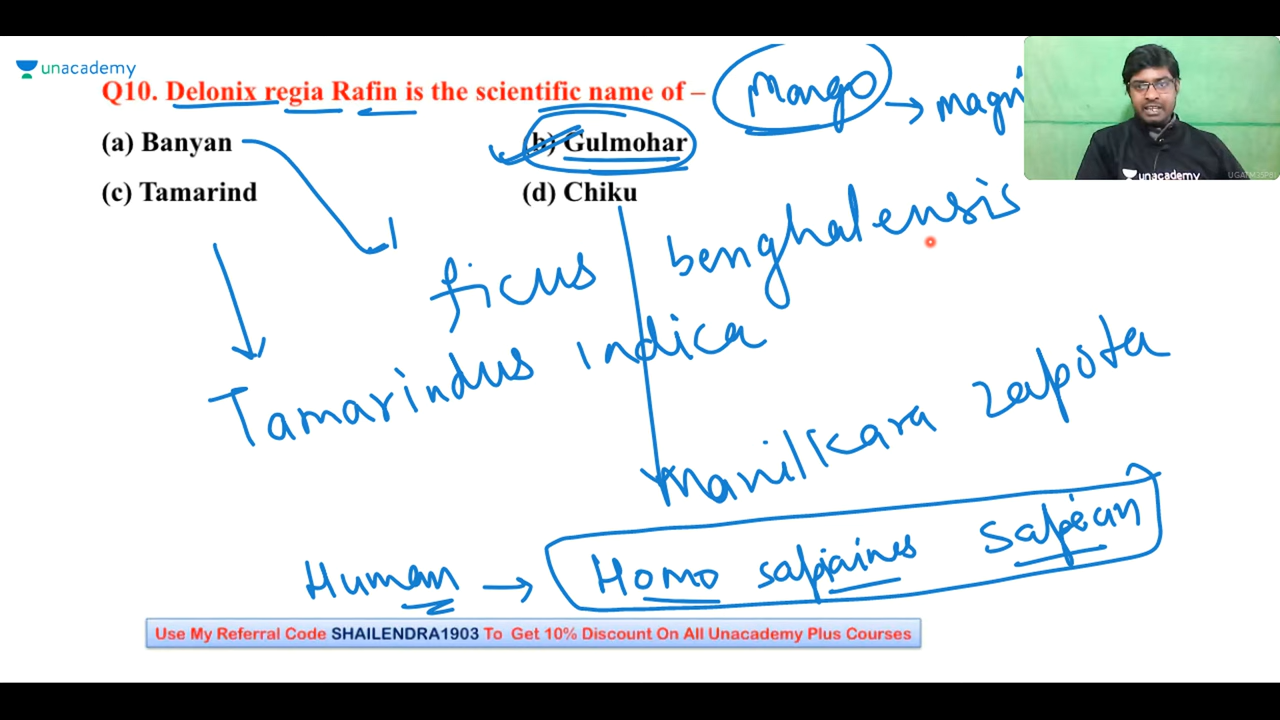 unacademy
Q10. Delonix regia Rafin is the scientific name of –
Mango → magni
(a) Banyan
(b) Gulmohar
(c) Tamarind
(d) Chiku
ficus benghalensis
Tamarindus indica
Manilkara zapota
Human → Homo sapiaines sapean
Use My Referral Code SHAILENDRA1903 To Get 10% Discount On All Unacademy Plus Courses
unacademy